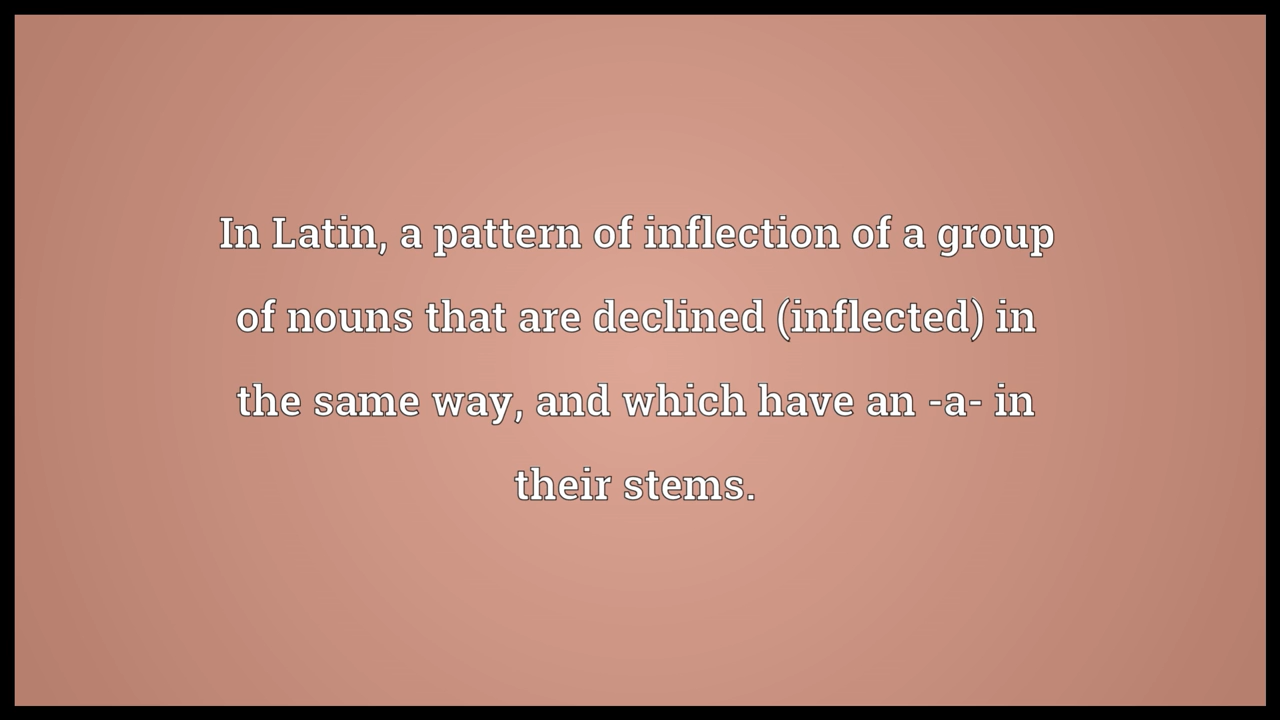 In Latin, a pattern of inflection of a group
of nouns that are declined (inflected) in
the same way, and which have an -a- in
their stems.